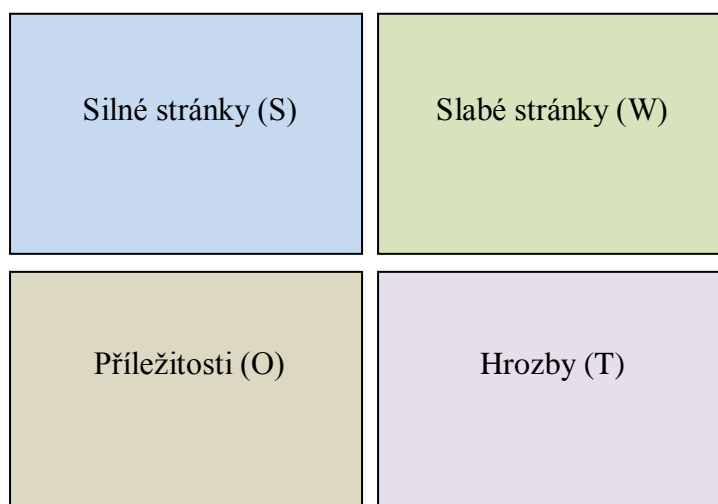 Silné stránky (S)
Slabé stránky (W)
Příležitosti (O)
Hrozby (T)